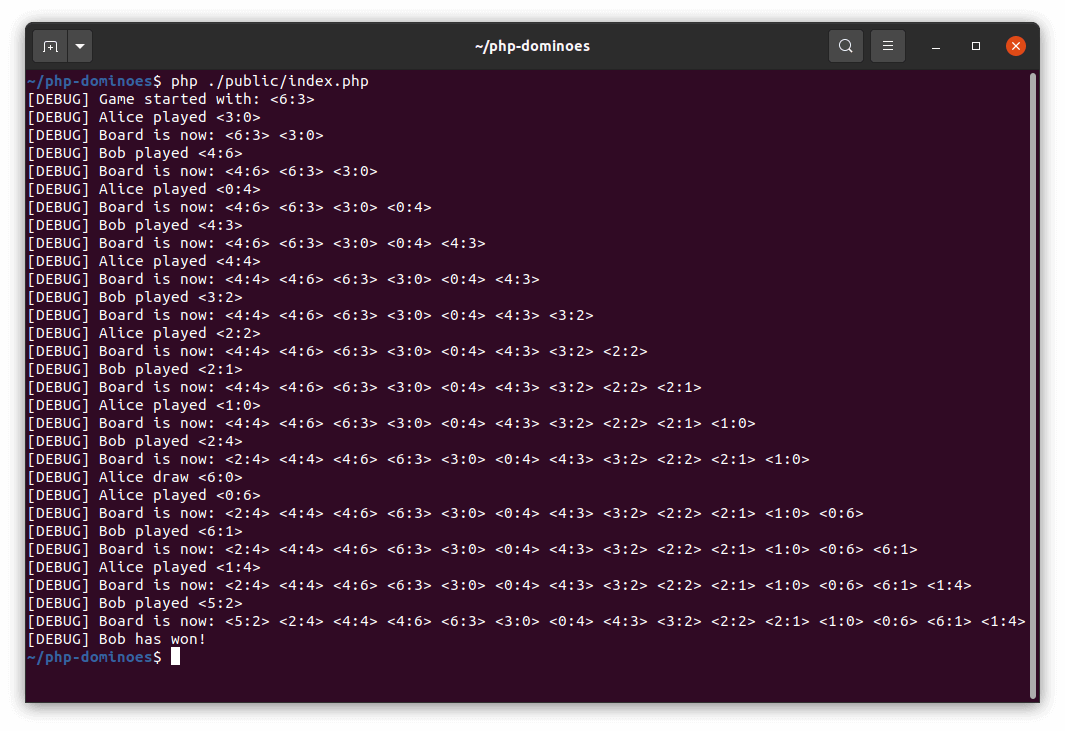 ~/php-dominoes
~/php-dominoes$ php ./public/index.php
[DEBUG] Game started with: <6:3>
[DEBUG] Alice played <3:0>
[DEBUG] Board is now: <6:3> <3:0>
[DEBUG] Bob played <4:6>
[DEBUG] Board is now: <4:6> <6:3> <3:0>
[DEBUG] Alice played <0:4>
[DEBUG] Board is now: <4:6> <6:3> <3:0> <0:4>
[DEBUG] Bob played <4:3>
[DEBUG] Board is now: <4:6> <6:3> <3:0> <0:4> <4:3>
[DEBUG] Alice played <4:4>
[DEBUG] Board is now: <4:4> <4:6> <6:3> <3:0> <0:4> <4:3>
[DEBUG] Bob played <3:2>
[DEBUG] Board is now: <4:4> <4:6> <6:3> <3:0> <0:4> <4:3> <3:2>
[DEBUG] Alice played <2:2>
[DEBUG] Board is now: <4:4> <4:6> <6:3> <3:0> <0:4> <4:3> <3:2> <2:2>
[DEBUG] Bob played <2:1>
[DEBUG] Board is now: <4:4> <4:6> <6:3> <3:0> <0:4> <4:3> <3:2> <2:2> <2:1>
[DEBUG] Alice played <1:0>
[DEBUG] Board is now: <4:4> <4:6> <6:3> <3:0> <0:4> <4:3> <3:2> <2:2> <2:1> <1:0>
[DEBUG] Bob played <2:4>
[DEBUG] Board is now: <2:4> <4:4> <4:6> <6:3> <3:0> <0:4> <4:3> <3:2> <2:2> <2:1> <1:0>
[DEBUG] Alice draw <6:0>
[DEBUG] Alice played <0:6>
[DEBUG] Board is now: <2:4> <4:4> <4:6> <6:3> <3:0> <0:4> <4:3> <3:2> <2:2> <2:1> <1:0> <0:6>
[DEBUG] Bob played <6:1>
[DEBUG] Board is now: <2:4> <4:4> <4:6> <6:3> <3:0> <0:4> <4:3> <3:2> <2:2> <2:1> <1:0> <0:6> <6:1>
[DEBUG] Alice played <1:4>
[DEBUG] Board is now: <2:4> <4:4> <4:6> <6:3> <3:0> <0:4> <4:3> <3:2> <2:2> <2:1> <1:0> <0:6> <6:1> <1:4>
[DEBUG] Bob played <5:2>
[DEBUG] Board is now: <5:2> <2:4> <4:4> <4:6> <6:3> <3:0> <0:4> <4:3> <3:2> <2:2> <2:1> <1:0> <0:6> <6:1> <1:4>
[DEBUG] Bob has won!
~/php-dominoes$